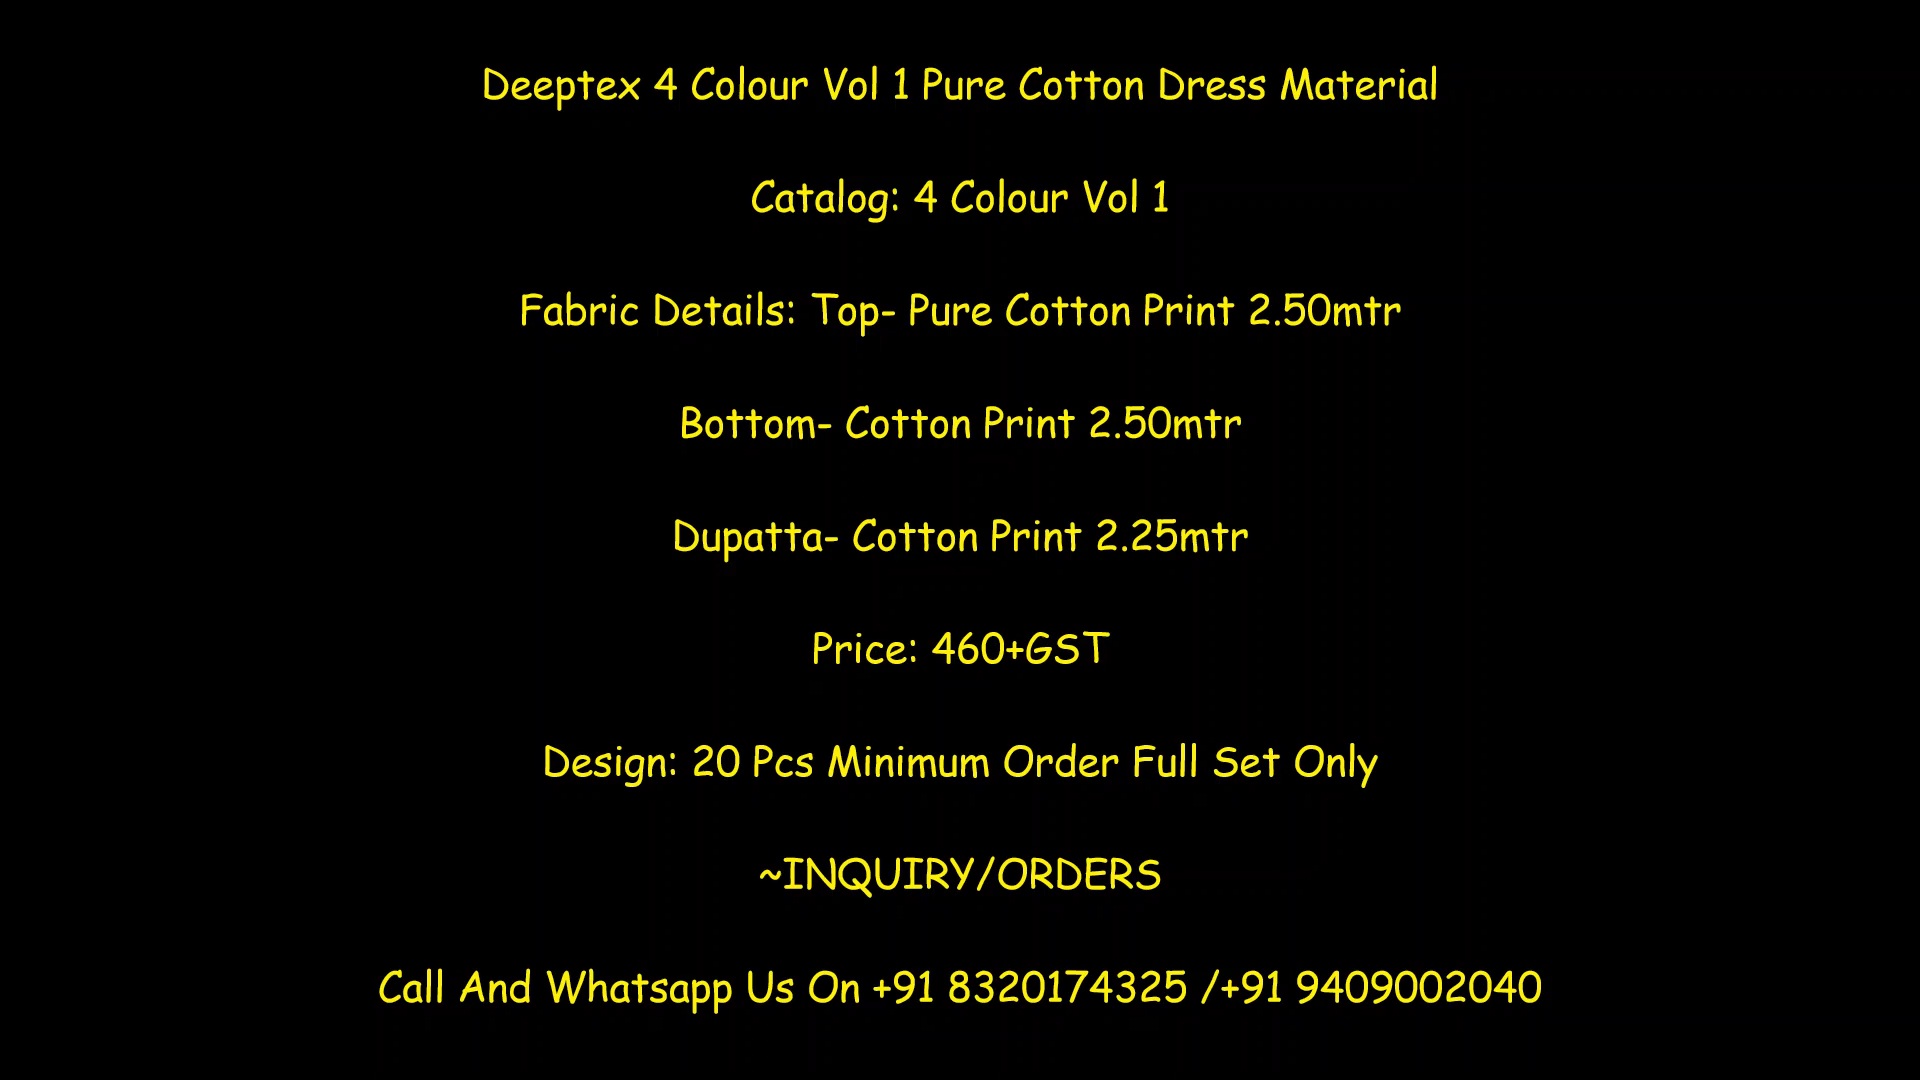 Deeptex 4 Colour Vol 1 Pure Cotton Dress Material
Catalog: 4 Colour Vol 1
Fabric Details: Top- Pure Cotton Print 2.50mtr
Bottom- Cotton Print 2.50mtr
Dupatta- Cotton Print 2.25mtr
Price: 460+GST
Design: 20 Pcs Minimum Order Full Set Only
~INQUIRY/ORDERS
Call And Whatsapp Us On +91 8320174325 /+91 9409002040